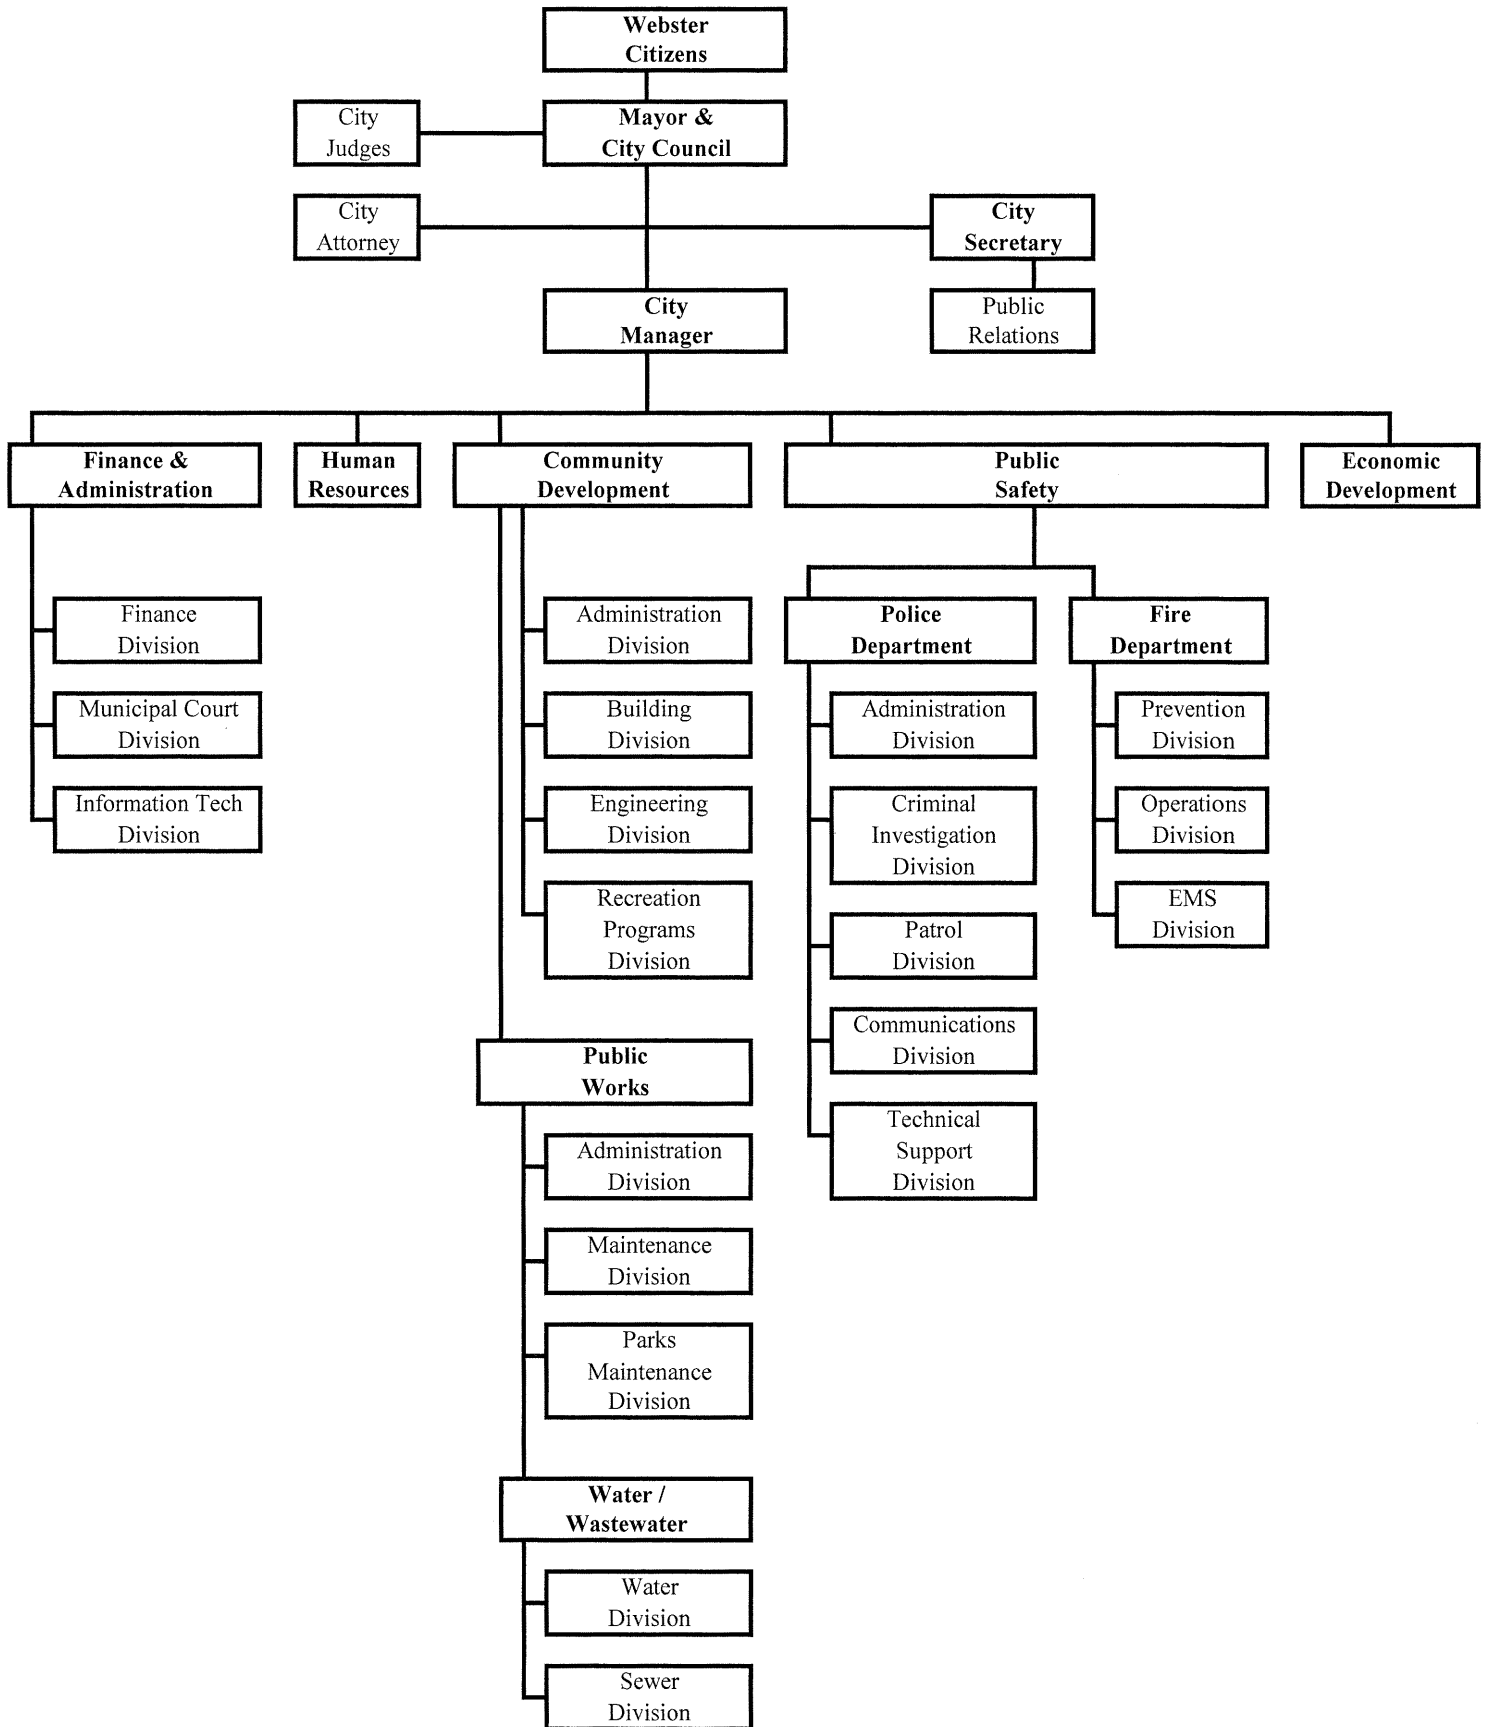 Webster
Citizens
City
Judges
Mayor &
City Council
City
Attorney
City
Secretary
City
Manager
Public
Relations
Finance &
Administration
Human
Resources
Community
Development
Public
Safety
Economic
Development
Finance
Division
Municipal Court
Division
Information Tech
Division
Administration
Division
Building
Division
Engineering
Division
Recreation
Programs
Division
Public
Works
Administration
Division
Maintenance
Division
Parks
Maintenance
Division
Water /
Wastewater
Water
Division
Sewer
Division
Police
Department
Administration
Division
Criminal
Investigation
Division
Patrol
Division
Communications
Division
Technical
Support
Division
Fire
Department
Prevention
Division
Operations
Division
EMS
Division